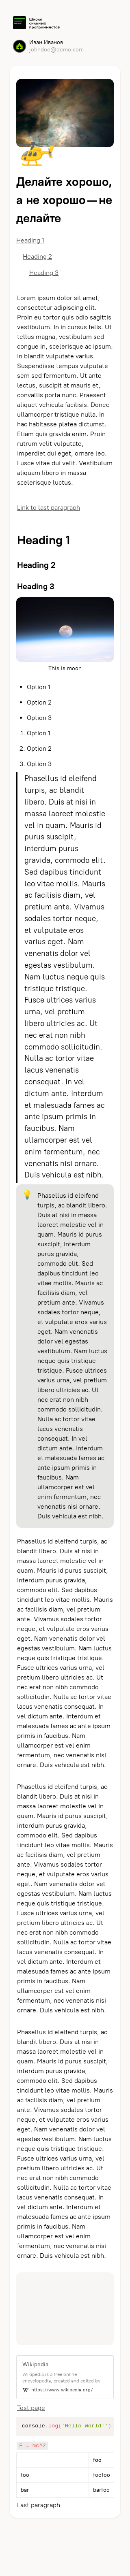 Школа
сильных
программистов
Иван Иванов
johndoe@demo.com
Делайте хорошо,
а не хорошо — не
делайте
Heading 1
Heading 2
Heading 3
Lorem ipsum dolor sit amet,
consectetur adipiscing elit.
Proin eu tortor quis odio sagittis
vestibulum. In in cursus felis. Ut
tellus magna, vestibulum sed
congue in, scelerisque ac ipsum.
In blandit vulputate varius.
Suspendisse tempus vulputate
sem sed fermentum. Ut ante
lectus, suscipit at mauris et,
convallis porta nunc. Praesent
aliquet vehicula facilisis. Donec
ullamcorper tristique nulla. In
hac habitasse platea dictumst.
Etiam quis gravida enim. Proin
rutrum velit vulputate,
imperdiet dui eget, ornare leo.
Fusce vitae dui velit. Vestibulum
aliquam libero in massa
scelerisque luctus.
Link to last paragraph
Heading 1
Heading 2
Heading 3
This is moon
• Option 1
• Option 2
• Option 3
1. Option 1
2. Option 2
3. Option 3
Phasellus id eleifend
turpis, ac blandit
libero. Duis at nisi in
massa laoreet molestie
vel in quam. Mauris id
purus suscipit,
interdum purus
gravida, commodo elit.
Sed dapibus tincidunt
leo vitae mollis. Mauris
ac facilisis diam, vel
pretium ante. Vivamus
sodales tortor neque,
et vulputate eros
varius eget. Nam
venenatis dolor vel
egestas vestibulum.
Nam luctus neque quis
tristique tristique.
Fusce ultrices varius
urna, vel pretium
libero ultricies ac. Ut
nec erat non nibh
commodo sollicitudin.
Nulla ac tortor vitae
lacus venenatis
consequat. In vel
dictum ante. Interdum
et malesuada fames ac
ante ipsum primis in
faucibus. Nam
ullamcorper est vel
enim fermentum, nec
venenatis nisi ornare.
Duis vehicula est nibh.
💡 Phasellus id eleifend
turpis, ac blandit libero.
Duis at nisi in massa
laoreet molestie vel in
quam. Mauris id purus
suscipit, interdum
purus gravida,
commodo elit. Sed
dapibus tincidunt leo
vitae mollis. Mauris ac
facilisis diam, vel
pretium ante. Vivamus
sodales tortor neque,
et vulputate eros varius
eget. Nam venenatis
dolor vel egestas
vestibulum. Nam luctus
neque quis tristique
tristique. Fusce ultrices
varius urna, vel pretium
libero ultricies ac. Ut
nec erat non nibh
commodo sollicitudin.
Nulla ac tortor vitae
lacus venenatis
consequat. In vel
dictum ante. Interdum
et malesuada fames ac
ante ipsum primis in
faucibus. Nam
ullamcorper est vel
enim fermentum, nec
venenatis nisi ornare.
Duis vehicula est nibh.
Phasellus id eleifend turpis, ac
blandit libero. Duis at nisi in
massa laoreet molestie vel in
quam. Mauris id purus suscipit,
interdum purus gravida,
commodo elit. Sed dapibus
tincidunt leo vitae mollis. Mauris
ac facilisis diam, vel pretium
ante. Vivamus sodales tortor
neque, et vulputate eros varius
eget. Nam venenatis dolor vel
egestas vestibulum. Nam luctus
neque quis tristique tristique.
Fusce ultrices varius urna, vel
pretium libero ultricies ac. Ut
nec erat non nibh commodo
sollicitudin. Nulla ac tortor vitae
lacus venenatis consequat. In
vel dictum ante. Interdum et
malesuada fames ac ante ipsum
primis in faucibus. Nam
ullamcorper est vel enim
fermentum, nec venenatis nisi
ornare. Duis vehicula est nibh.
Phasellus id eleifend turpis, ac
blandit libero. Duis at nisi in
massa laoreet molestie vel in
quam. Mauris id purus suscipit,
interdum purus gravida,
commodo elit. Sed dapibus
tincidunt leo vitae mollis. Mauris
ac facilisis diam, vel pretium
ante. Vivamus sodales tortor
neque, et vulputate eros varius
eget. Nam venenatis dolor vel
egestas vestibulum. Nam luctus
neque quis tristique tristique.
Fusce ultrices varius urna, vel
pretium libero ultricies ac. Ut
nec erat non nibh commodo
sollicitudin. Nulla ac tortor vitae
lacus venenatis consequat. In
vel dictum ante. Interdum et
malesuada fames ac ante ipsum
primis in faucibus. Nam
ullamcorper est vel enim
fermentum, nec venenatis nisi
ornare. Duis vehicula est nibh.
Phasellus id eleifend turpis, ac
blandit libero. Duis at nisi in
massa laoreet molestie vel in
quam. Mauris id purus suscipit,
interdum purus gravida,
commodo elit. Sed dapibus
tincidunt leo vitae mollis. Mauris
ac facilisis diam, vel pretium
ante. Vivamus sodales tortor
neque, et vulputate eros varius
eget. Nam venenatis dolor vel
egestas vestibulum. Nam luctus
neque quis tristique tristique.
Fusce ultrices varius urna, vel
pretium libero ultricies ac. Ut
nec erat non nibh commodo
sollicitudin. Nulla ac tortor vitae
lacus venenatis consequat. In
vel dictum ante. Interdum et
malesuada fames ac ante ipsum
primis in faucibus. Nam
ullamcorper est vel enim
fermentum, nec venenatis nisi
ornare. Duis vehicula est nibh.
Wikipedia
Wikipedia is a free online
encyclopedia, created and edited by
W https://www.wikipedia.org/
Test page
console.log('Hello World!')
E = mc^2
foo
foo foofoo
bar barfoo
Last paragraph